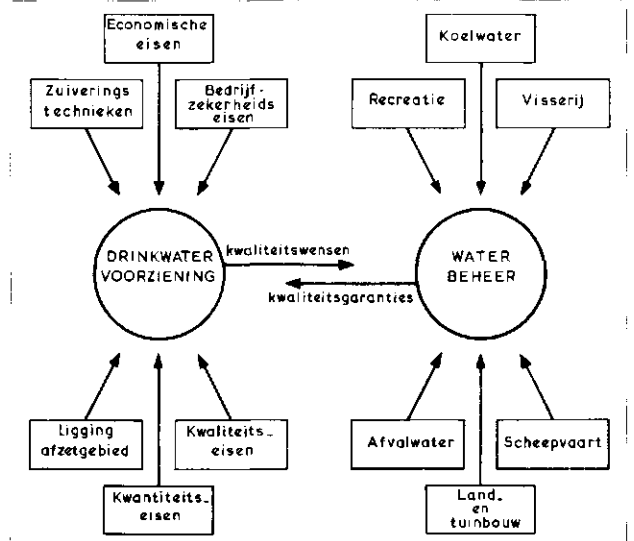 Economische
eisen
Koelwater
Zuiverings
technieken
Bedrijf-
zekerheids
eisen
Recreatie
Visserij
DRINKWATER
VOORZIENING
kwaliteitswensen
kwaliteitsgaranties
WATER
BEHEER
Ligging
afzetgebied
Kwaliteits_
eisen
Afvalwater
Scheepvaart
Kwantiteits_
eisen
Land_
en
tuinbouw